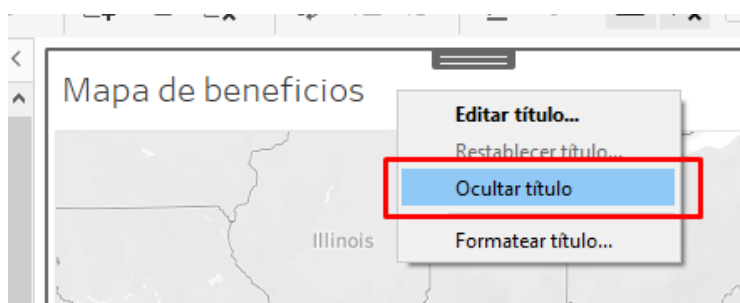 Mapa de beneficios
Editar título...
Restablecer título...
Ocultar título
Illinois
Formatear título...